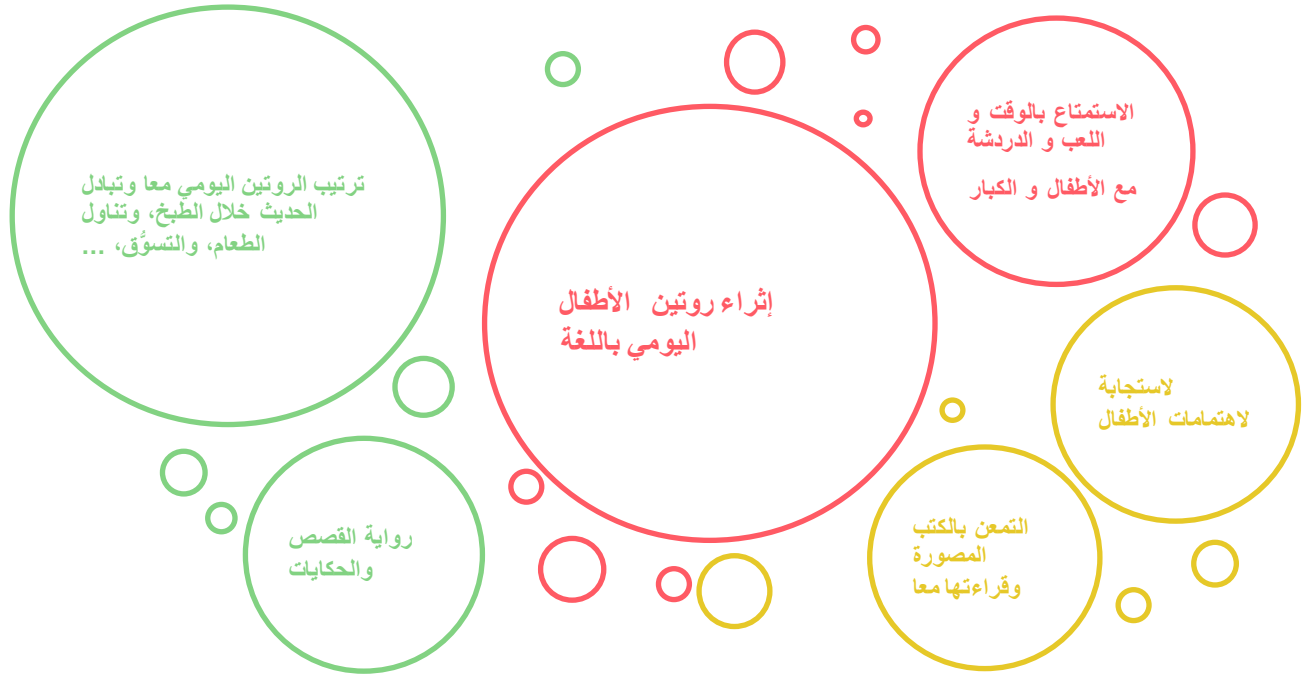 الاستمتاع بالوقت و
اللعب و الدردشة
مع الأطفال و الكبار
ترتيب الروتين اليومي معا وتبادل
الحديث خلال الطبخ، وتناول
الطعام، والتسوُّق، ...
إثراء روتين الأطفال
اليومي باللغة
لاستجابة
لاهتمامات الأطفال
التمعن بالكتب
المصورة
وقراءتها معا
رواية القصص
والحكايات